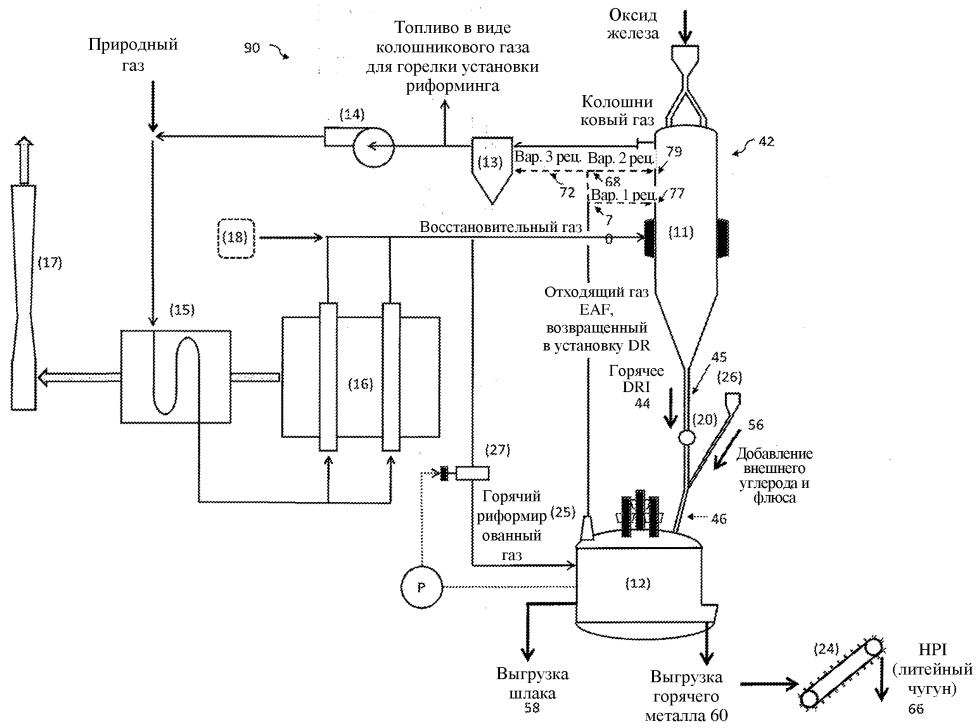 Оксид
железа
Топливо в виде
колошникового газа
для горелки установки
риформинга
90
Природный
газ
Колошни
ковый газ
(14)
42
(13)
Вар. 3 рец.
Вар. 2 рец.
79
72
68
Вар. 1 рец.
77
7
0
(18)
Восстановительный газ
(11)
(17)
(15)
Отходящий газ
EAF,
возвращенный
в установку DR
(16)
45
Горячее
DRI
44
(26)
(20)
56
Добавление
внешнего
углерода и
флюса
(27)
Горячий
риформир
ованный
газ
(25)
46
P
(12)
Выгрузка
шлака
58
Выгрузка
горячего
металла 60
(24)
HPI
(литейный
чугун)
66